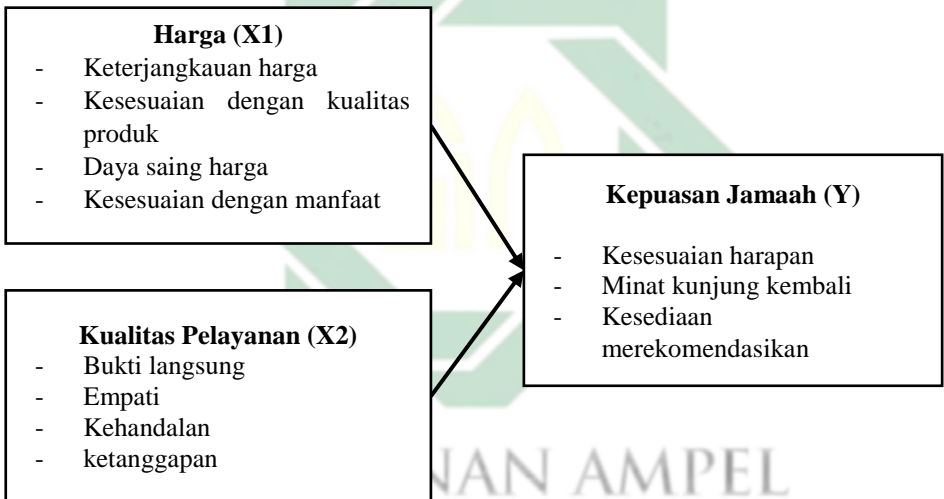 Harga (X1)
- Keterjangkauan harga
- Kesesuaian dengan kualitas
produk
- Daya saing harga
- Kesesuaian dengan manfaat
Kepuasan Jamaah (Y)
- Kesesuaian harapan
- Minat kunjung kembali
- Kesediaan
merekomendasikan
Kualitas Pelayanan (X2)
- Bukti langsung
- Empati
- Kehandalan
- ketanggapan
NAN AMPEL